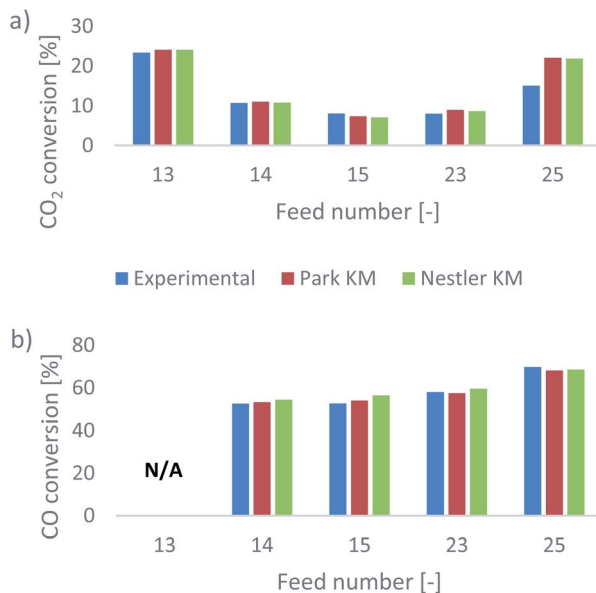 a)
CO₂ conversion [%]
30
20
10
0
13 14 15 23 25
Feed number [-]
Experimental Park KM Nestler KM
b)
CO conversion [%]
80
60
40
20
0
N/A
13 14 15 23 25
Feed number [-]